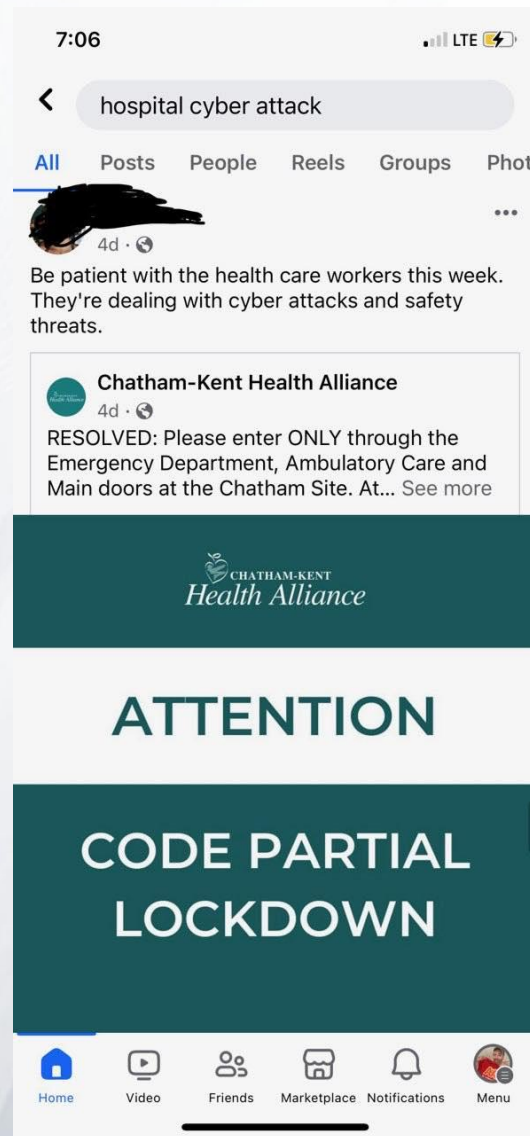 7:06
LTE
hospital cyber attack
All Posts People Reels Groups Phot
4d
Be patient with the health care workers this week.
They're dealing with cyber attacks and safety
threats.
Chatham-Kent Health Alliance
4d
RESOLVED: Please enter ONLY through the
Emergency Department, Ambulatory Care and
Main doors at the Chatham Site. At... See more
CHATHAM-KENT
Health Alliance
ATTENTION
CODE PARTIAL
LOCKDOWN
Home Video Friends Marketplace Notifications Menu